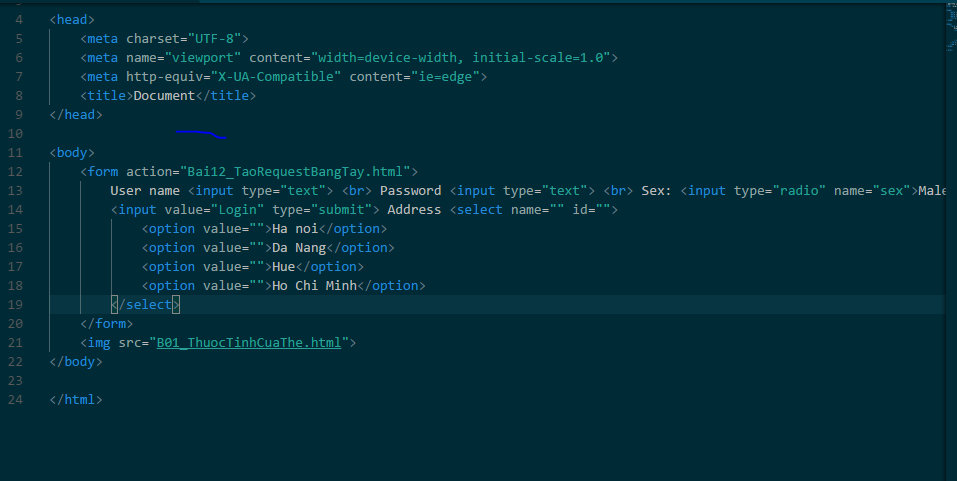 4 <head>
5 <meta charset="UTF-8">
6 <meta name="viewport" content="width=device-width, initial-scale=1.0">
7 <meta http-equiv="X-UA-Compatible" content="ie=edge">
8 <title>Document</title>
9 </head>
10
11 <body>
12 <form action="Bai12_TaoRequestBangTay.html">
13 User name <input type="text"> <br> Password <input type="text"> <br> Sex: <input type="radio" name="sex">Male
14 <input value="Login" type="submit"> Address <select name="" id="">
15 <option value="">Ha noi</option>
16 <option value="">Da Nang</option>
17 <option value="">Hue</option>
18 <option value="">Ho Chi Minh</option>
19 </select>
20 </form>
21 <img src="B01_ThuocTinhCuaThe.html">
22 </body>
23
24 </html>